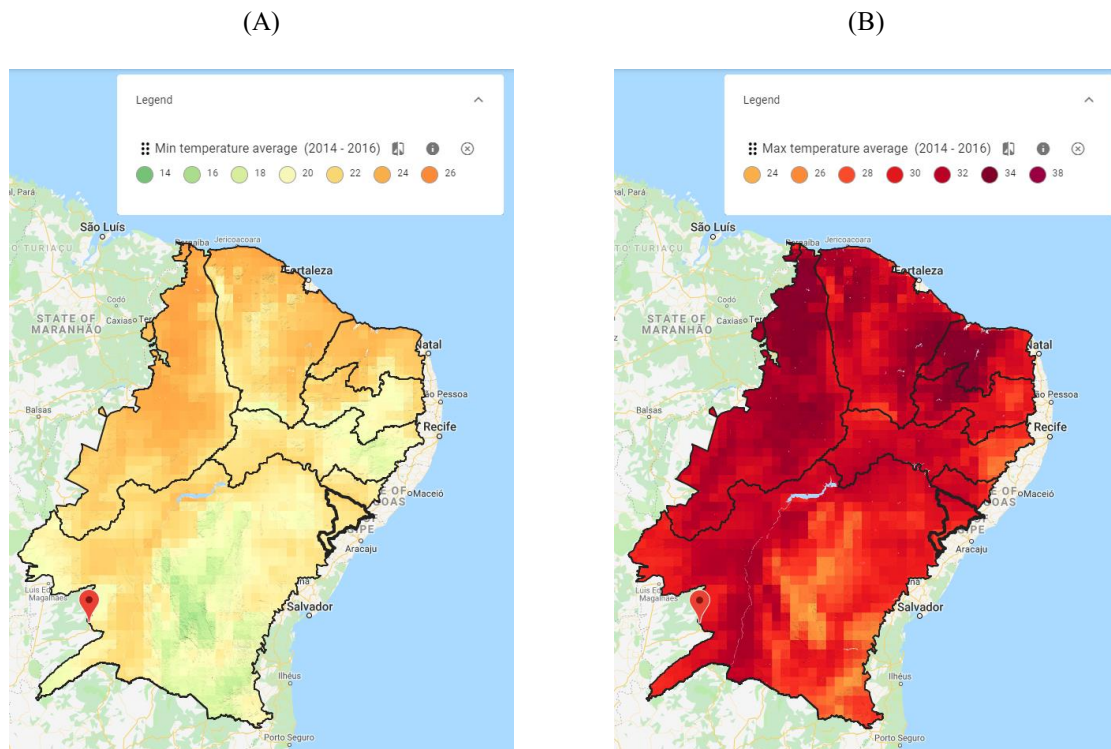 (A)
(B)
Legend
Min temperature average (2014 - 2016)
14 16 18 20 22 24 26
São Luís
Jericoacoara
Fortaleza
Codó
Caxias
STATE OF
MARANHÃO
Natal
Balsas
Recife
Maceió
Aracaju
Salvador
Ilhéus
Porto Seguro
Legend
Max temperature average (2014 - 2016)
24 26 28 30 32 34 38
São Luís
Jericoacoara
Fortaleza
Codó
STATE OF
MARANHÃO
Caxias
Natal
Balsas
Recife
Maceió
Aracaju
Salvador
Ilhéus
Porto Seguro